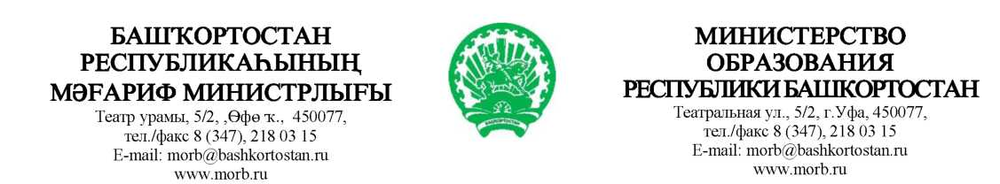 БАШҠОРТОСТАН
РЕСПУБЛИКАҺЫНЫҢ
МӘҒАРИФ МИНИСТРЛЫҒЫ
Театр урамы, 5/2, ,Өфө ҡ., 450077,
тел./факс 8 (347), 218 03 15
E-mail: morb@bashkortostan.ru
www.morb.ru
БАШКОРТОСТАН
МИНИСТЕРСТВО
ОБРАЗОВАНИЯ
РЕСПУБЛИКИ БАШКОРТОСТАН
Театральная ул., 5/2, г.Уфа, 450077,
тел./факс 8 (347), 218 03 15
E-mail: morb@bashkortostan.ru
www.morb.ru